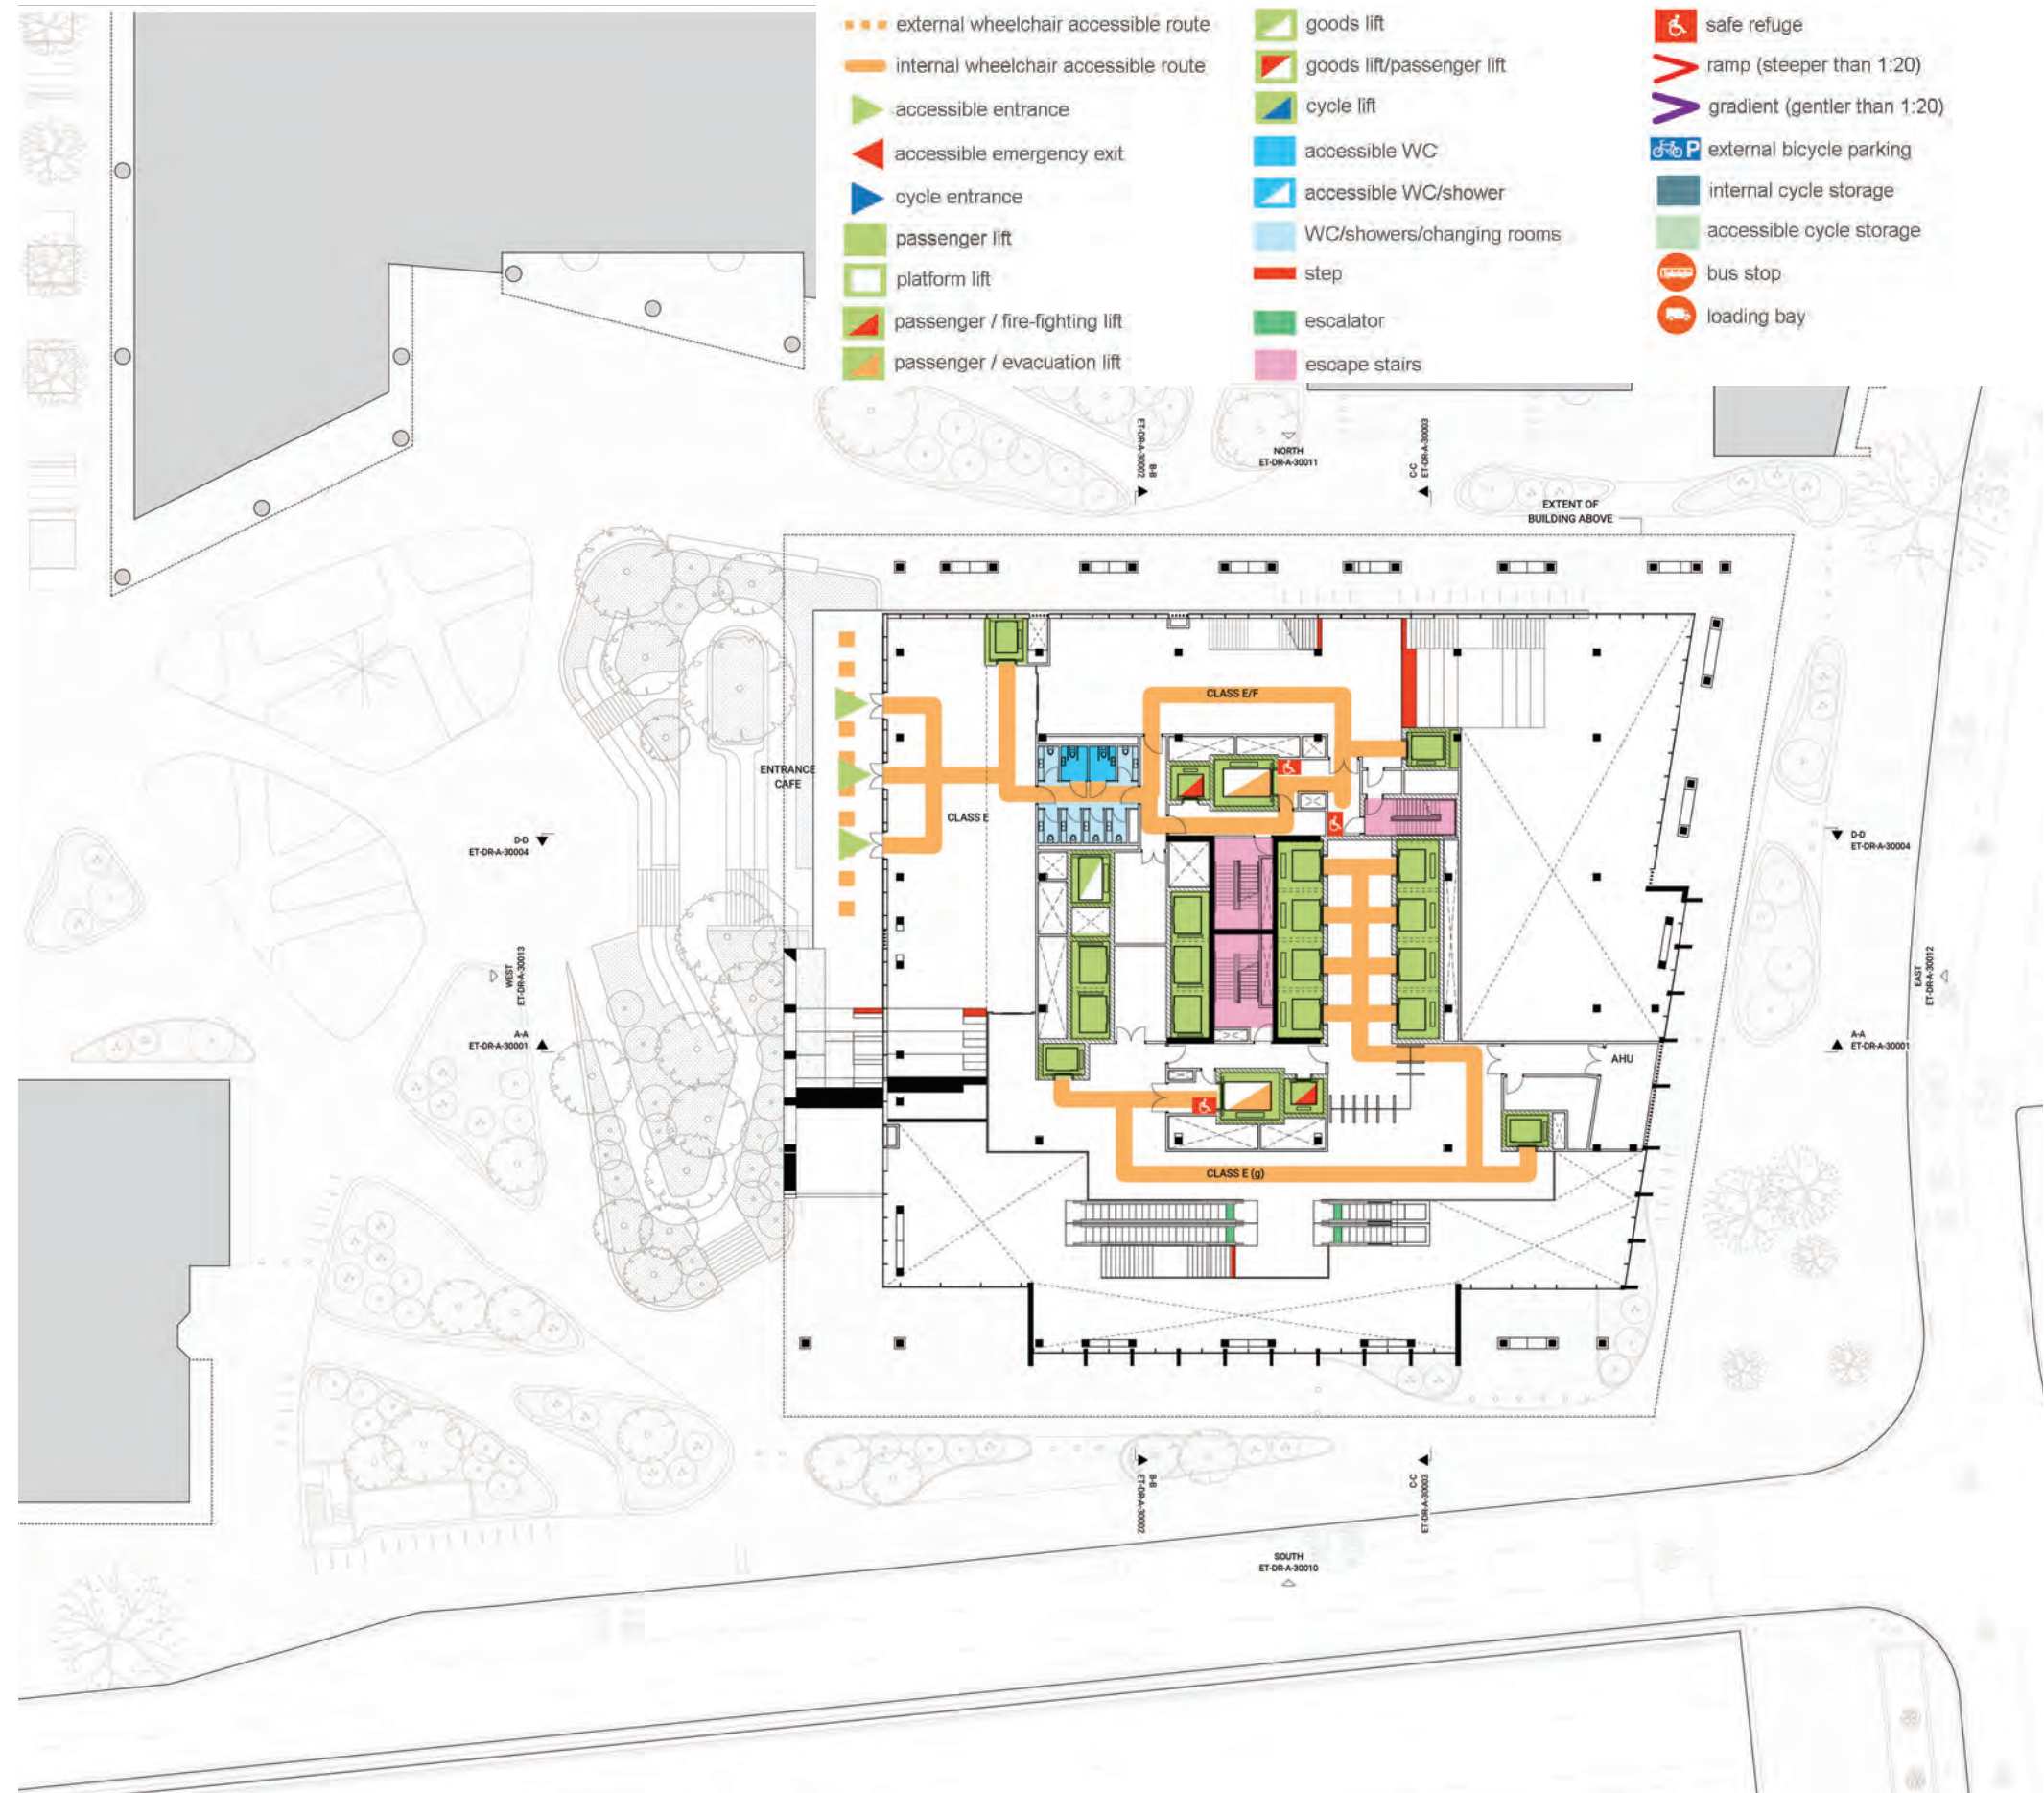 external wheelchair accessible route
internal wheelchair accessible route
accessible entrance
accessible emergency exit
cycle entrance
passenger lift
platform lift
passenger / fire-fighting lift
passenger / evacuation lift
goods lift
goods lift/passenger lift
cycle lift
accessible WC
accessible WC/shower
WC/showers/changing rooms
step
escalator
escape stairs
safe refuge
ramp (steeper than 1:20)
gradient (gentler than 1:20)
P external bicycle parking
internal cycle storage
accessible cycle storage
bus stop
loading bay
B-B
ET-DR-A-30002
NORTH
ET-DR-A-30011
C-C
ET-DR-A-30003
EXTENT OF
BUILDING ABOVE
CLASS E/F
ENTRANCE
CAFE
CLASS E
D-D
ET-DR-A-30004
D-D
ET-DR-A-30004
WEST
ET-DR-A-30013
EAST
ET-DR-A-30012
A-A
ET-DR-A-30001
A-A
ET-DR-A-30001
AHU
CLASS E (g)
B-B
ET-DR-A-30002
C-C
ET-DR-A-30003
SOUTH
ET-DR-A-30010